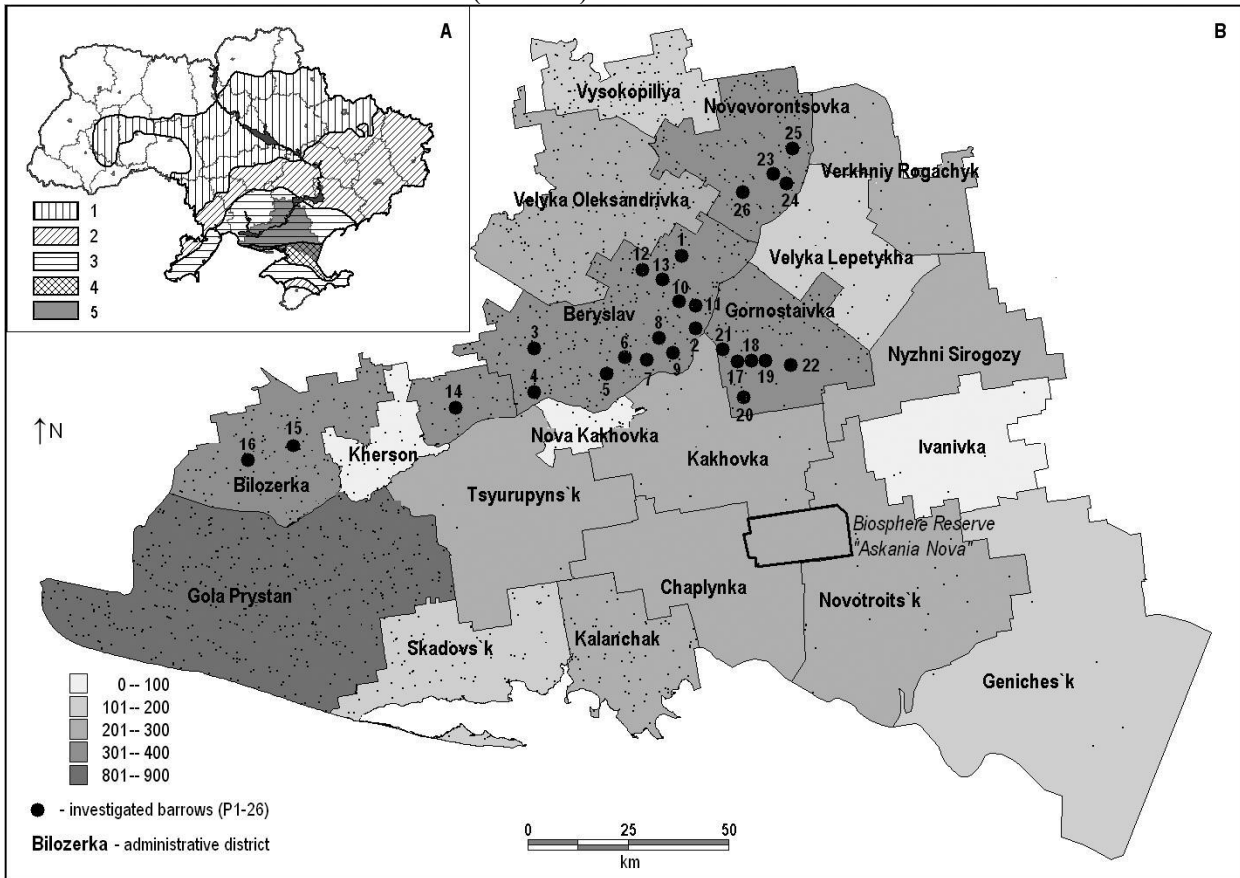 A
1
2
3
4
5
B
Vysokopillya
Novovorontsovka
25
23
Verkhniy Rogachyk
24
26
Velyka Oleksandrivka
1
12
13
Velyka Lepetykha
10
11
Gornostaivka
Beryslav
8
2
21
3
6
18
Nyzhni Sirogozy
7
9
17
19
22
4
5
20
14
↑N
Nova Kakhovka
15
16
Kherson
Ivanivka
Kakhovka
Bilozerka
Tsyurupyns`k
Biosphere Reserve
"Askania Nova"
Gola Prystan
Chaplynka
Novotroits`k
Skadovs`k
Kalanchak
Geniches`k
0-- 100
101-- 200
201-- 300
301-- 400
801-- 900
- investigated barrows (P1-26)
Bilozerka - administrative district
0 25 50
km